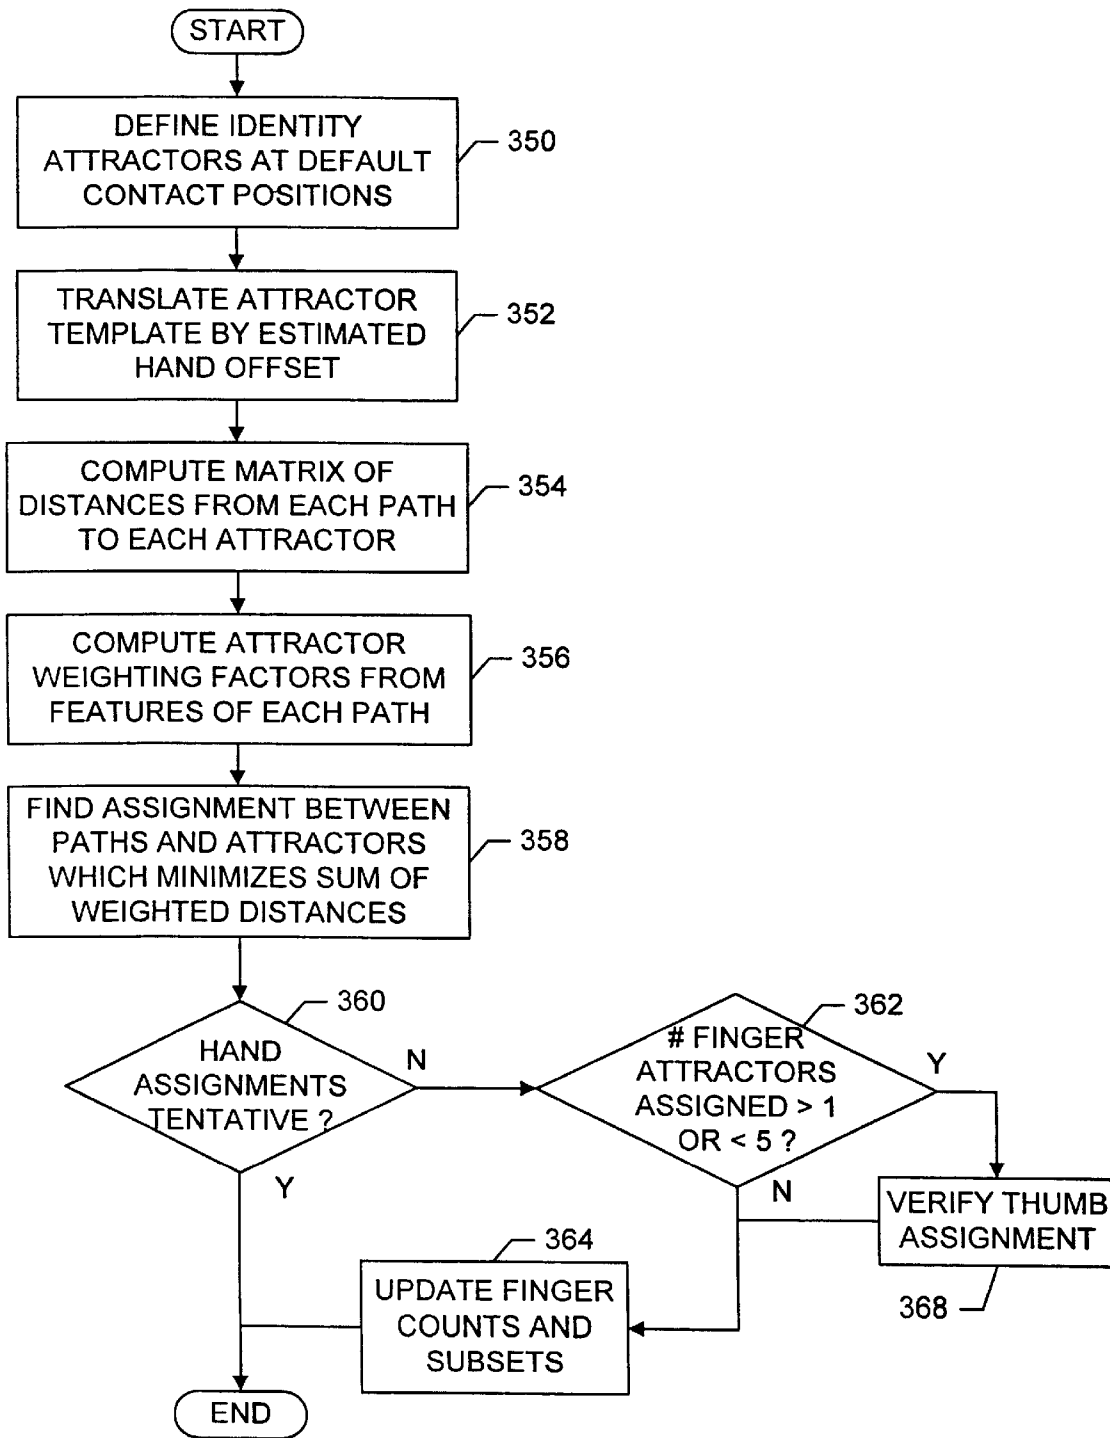 START
DEFINE IDENTITY
ATTRACTORS AT DEFAULT
CONTACT POSITIONS
350
TRANSLATE ATTRACTOR
TEMPLATE BY ESTIMATED
HAND OFFSET
352
COMPUTE MATRIX OF
DISTANCES FROM EACH PATH
TO EACH ATTRACTOR
354
COMPUTE ATTRACTOR
WEIGHTING FACTORS FROM
FEATURES OF EACH PATH
356
FIND ASSIGNMENT BETWEEN
PATHS AND ATTRACTORS
WHICH MINIMIZES SUM OF
WEIGHTED DISTANCES
358
360
HAND
ASSIGNMENTS
TENTATIVE ?
N
Y
362
# FINGER
ATTRACTORS
ASSIGNED > 1
OR < 5 ?
Y
N
VERIFY THUMB
ASSIGNMENT
368
364
UPDATE FINGER
COUNTS AND
SUBSETS
END